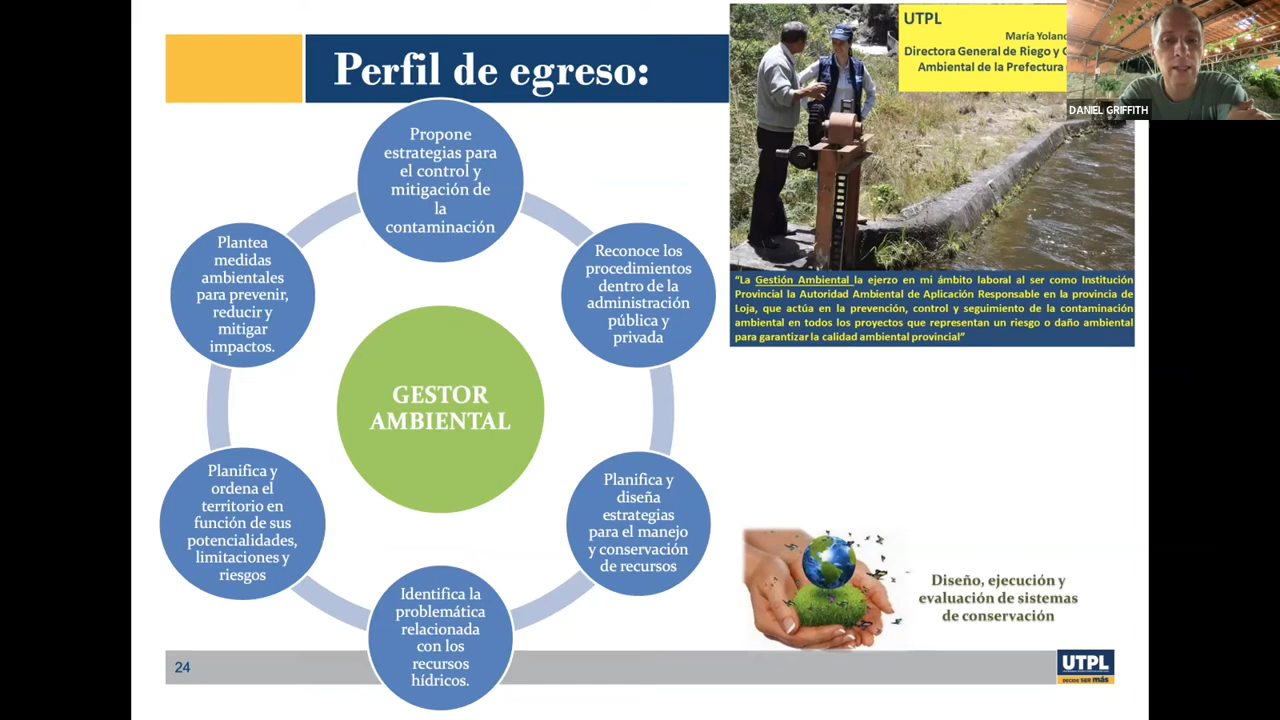 Perfil de egreso:
UTPL
María Yolan
Directora General de Riego y
Ambiental de la Prefectura
DANIEL GRIFFITH
Propone
estrategias para
el control y
mitigación de
la
contaminación
Reconoce los
procedimientos
dentro de la
administración
pública y
privada
Planifica y
diseña
estrategias
para el manejo
y conservación
de recursos
Identifica la
problemática
relacionada
con los
recursos
hídricos.
Planifica y
ordena el
territorio en
función de sus
potencialidades,
limitaciones y
riesgos
Plantea
medidas
ambientales
para prevenir,
reducir y
mitigar
impactos.
GESTOR
AMBIENTAL
“La Gestión Ambiental la ejerzo en mi ámbito laboral al ser como Institución
Provincial la Autoridad Ambiental de Aplicación Responsable en la provincia de
Loja, que actúa en la prevención, control y seguimiento de la contaminación
ambiental en todos los proyectos que representan un riesgo o daño ambiental
para garantizar la calidad ambiental provincial”
Diseño, ejecución y
evaluación de sistemas
de conservación
24
UTPL
DECIDE SER más